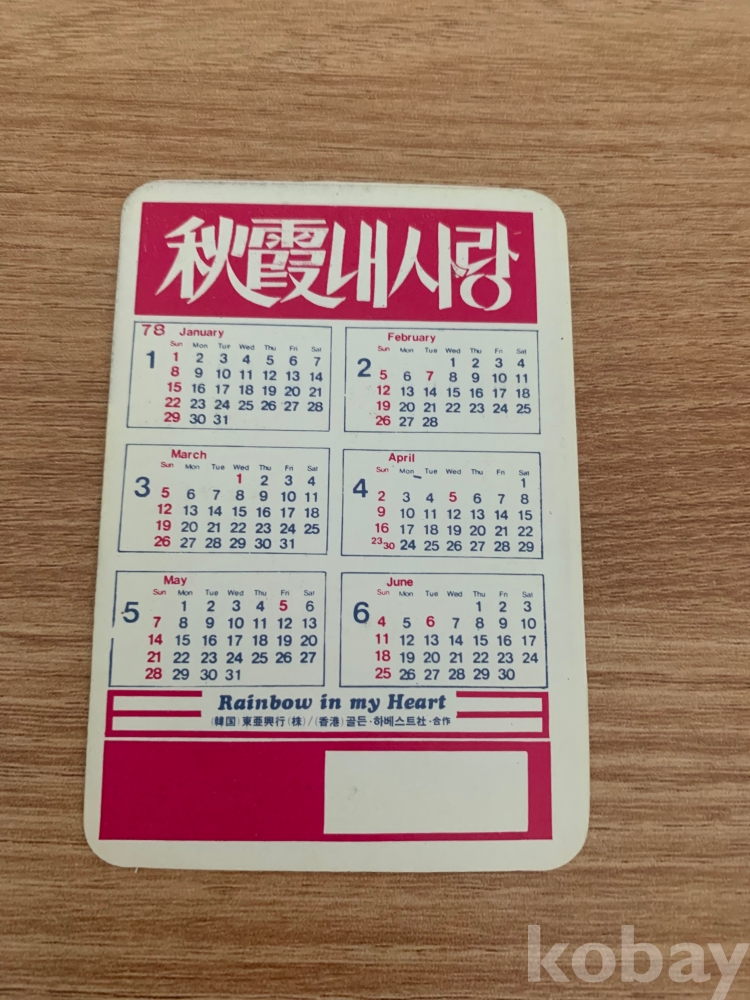 秋霞내사랑
78 January
1
Sun Mon Tue Wed Thu Fri Sat
1 2 3 4 5 6 7
8 9 10 11 12 13 14
15 16 17 18 19 20 21
22 23 24 25 26 27 28
29 30 31
February
2
Sun Mon Tue Wed Thu Fri Sat
1 2 3 4
5 6 7 8 9 10 11
12 13 14 15 16 17 18
19 20 21 22 23 24 25
26 27 28
March
3
Sun Mon Tue Wed Thu Fri Sat
1 2 3 4
5 6 7 8 9 10 11
12 13 14 15 16 17 18
19 20 21 22 23 24 25
26 27 28 29 30 31
April
4
Sun Mon Tue Wed Thu Fri Sat
1
2 3 4 5 6 7 8
9 10 11 12 13 14 15
16 17 18 19 20 21 22
23 30 24 25 26 27 28 29
May
5
Sun Mon Tue Wed Thu Fri Sat
1 2 3 4 5 6
7 8 9 10 11 12 13
14 15 16 17 18 19 20
21 22 23 24 25 26 27
28 29 30 31
June
6
Sun Mon Tue Wed Thu Fri Sat
1 2 3
4 5 6 7 8 9 10
11 12 13 14 15 16 17
18 19 20 21 22 23 24
25 26 27 28 29 30
Rainbow in my Heart
(韓国)東亜興行(株)/(香港)골든·하베스트社·合作
kobay